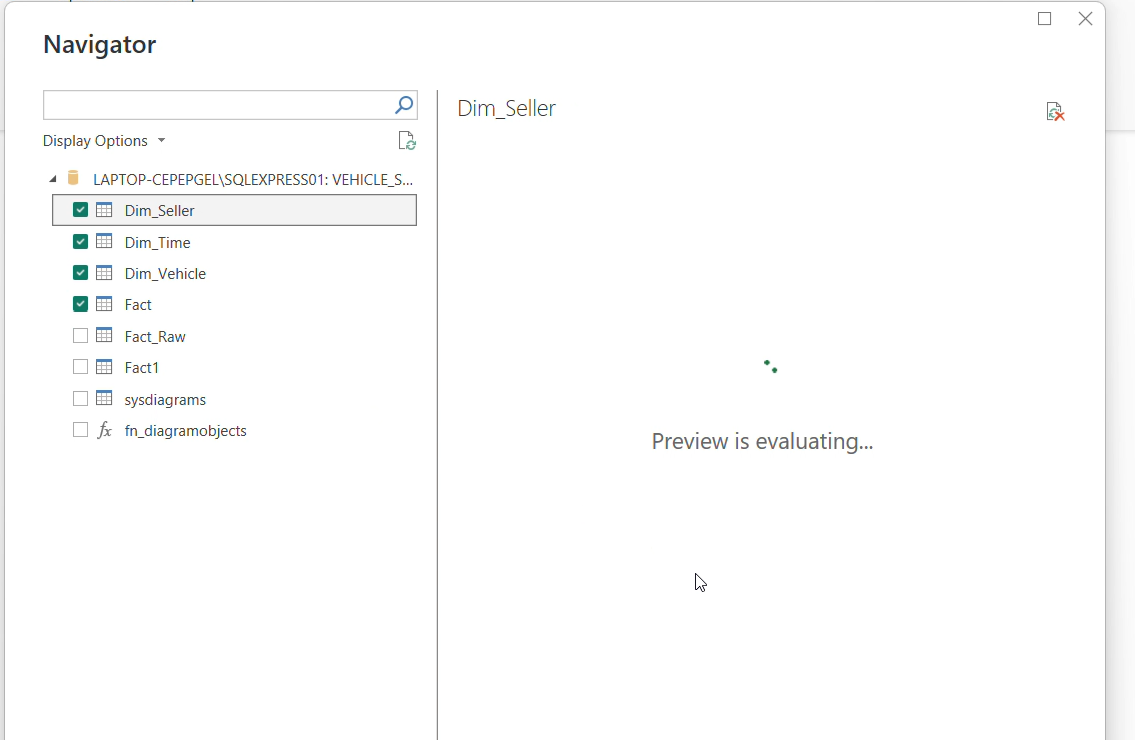 Navigator
Display Options
LAPTOP-CEPEPGEL\SQLEXPRESS01: VEHICLE_S...
Dim_Seller
Dim_Time
Dim_Vehicle
Fact
Fact_Raw
Fact1
sysdiagrams
fx fn_diagramobjects
Dim_Seller
Preview is evaluating...